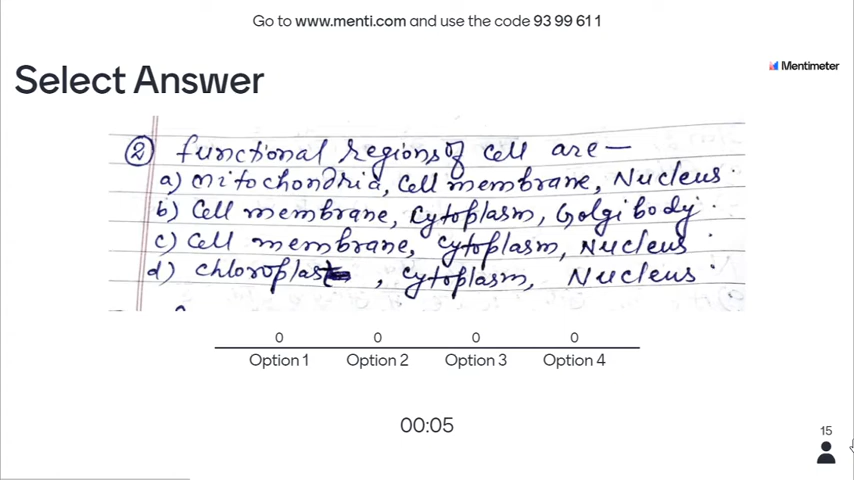 Go to www.menti.com and use the code 93 99 61 1
Mentimeter
Select Answer
② functional regions of cell are —
a) Mitochondria, Cell membrane, Nucleus.
b) Cell membrane, Cytoplasm, Golgi body.
c) Cell membrane, Cytoplasm, Nucleus.
d) Chloroplast, Cytoplasm, Nucleus.
0 0 0 0
Option 1 Option 2 Option 3 Option 4
00:05
15